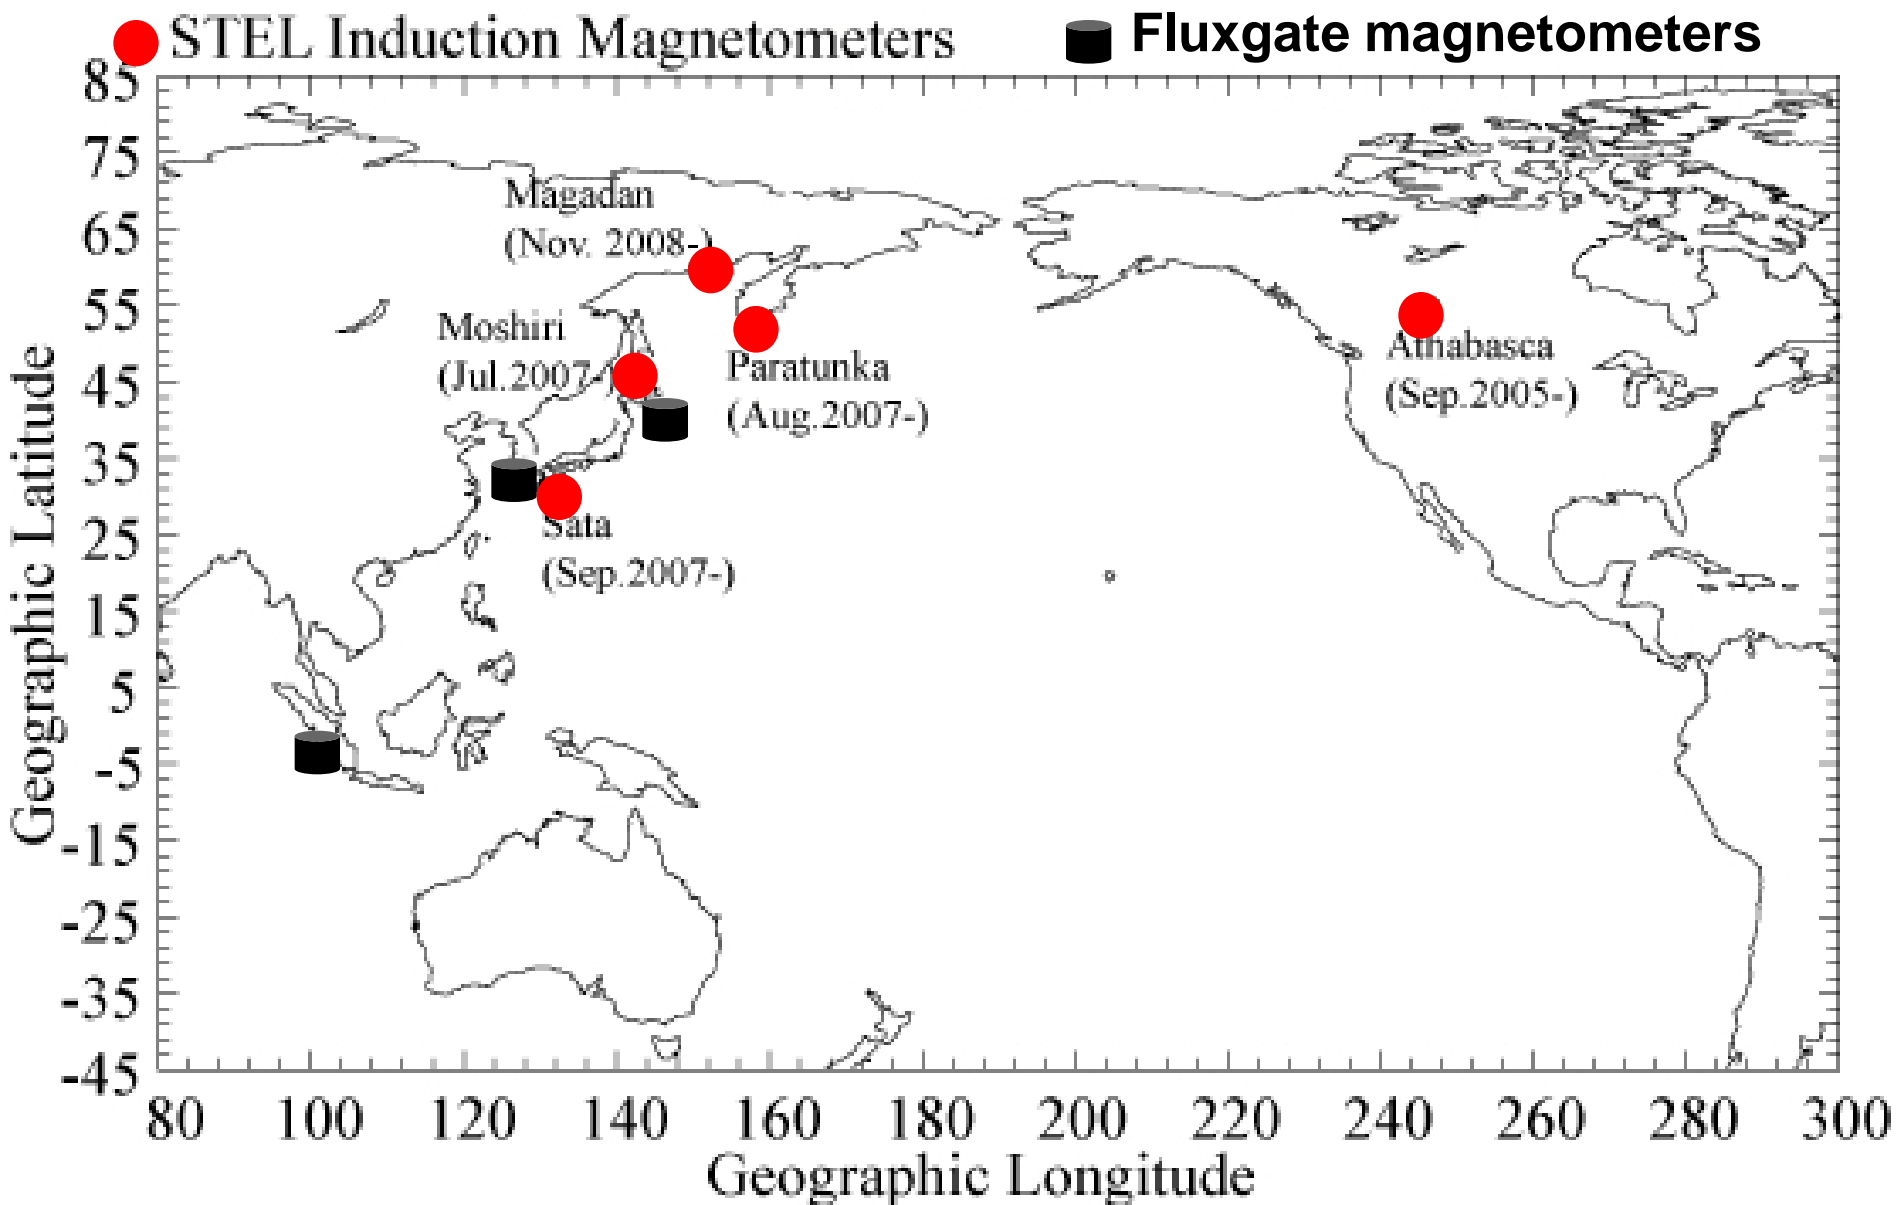 STEL Induction Magnetometers
Fluxgate magnetometers
85
75
65
55
45
35
25
15
5
-5
-15
-25
-35
-45
Geographic Latitude
Magadan
(Nov. 2008-)
Moshiri
(Jul.2007-)
Paratunka
(Aug.2007-)
Athabasca
(Sep.2005-)
Sata
(Sep.2007-)
80 100 120 140 160 180 200 220 240 260 280 300
Geographic Longitude